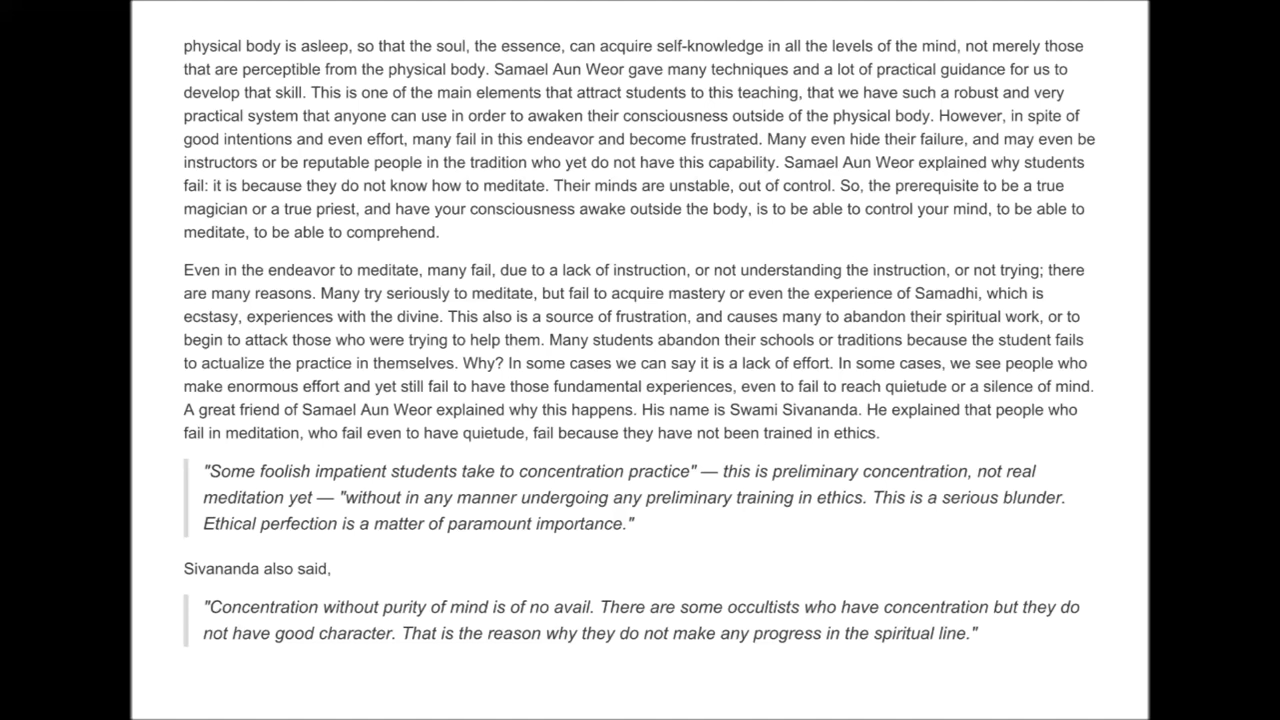 physical body is asleep, so that the soul, the essence, can acquire self-knowledge in all the levels of the mind, not merely those
that are perceptible from the physical body. Samael Aun Weor gave many techniques and a lot of practical guidance for us to
develop that skill. This is one of the main elements that attract students to this teaching, that we have such a robust and very
practical system that anyone can use in order to awaken their consciousness outside of the physical body. However, in spite of
good intentions and even effort, many fail in this endeavor and become frustrated. Many even hide their failure, and may even be
instructors or be reputable people in the tradition who yet do not have this capability. Samael Aun Weor explained why students
fail: it is because they do not know how to meditate. Their minds are unstable, out of control. So, the prerequisite to be a true
magician or a true priest, and have your consciousness awake outside the body, is to be able to control your mind, to be able to
meditate, to be able to comprehend.
Even in the endeavor to meditate, many fail, due to a lack of instruction, or not understanding the instruction, or not trying; there
are many reasons. Many try seriously to meditate, but fail to acquire mastery or even the experience of Samadhi, which is
ecstasy, experiences with the divine. This also is a source of frustration, and causes many to abandon their spiritual work, or to
begin to attack those who were trying to help them. Many students abandon their schools or traditions because the student fails
to actualize the practice in themselves. Why? In some cases we can say it is a lack of effort. In some cases, we see people who
make enormous effort and yet still fail to have those fundamental experiences, even to fail to reach quietude or a silence of mind.
A great friend of Samael Aun Weor explained why this happens. His name is Swami Sivananda. He explained that people who
fail in meditation, who fail even to have quietude, fail because they have not been trained in ethics.
"Some foolish impatient students take to concentration practice" — this is preliminary concentration, not real
meditation yet — "without in any manner undergoing any preliminary training in ethics. This is a serious blunder.
Ethical perfection is a matter of paramount importance."
Sivananda also said,
"Concentration without purity of mind is of no avail. There are some occultists who have concentration but they do
not have good character. That is the reason why they do not make any progress in the spiritual line."